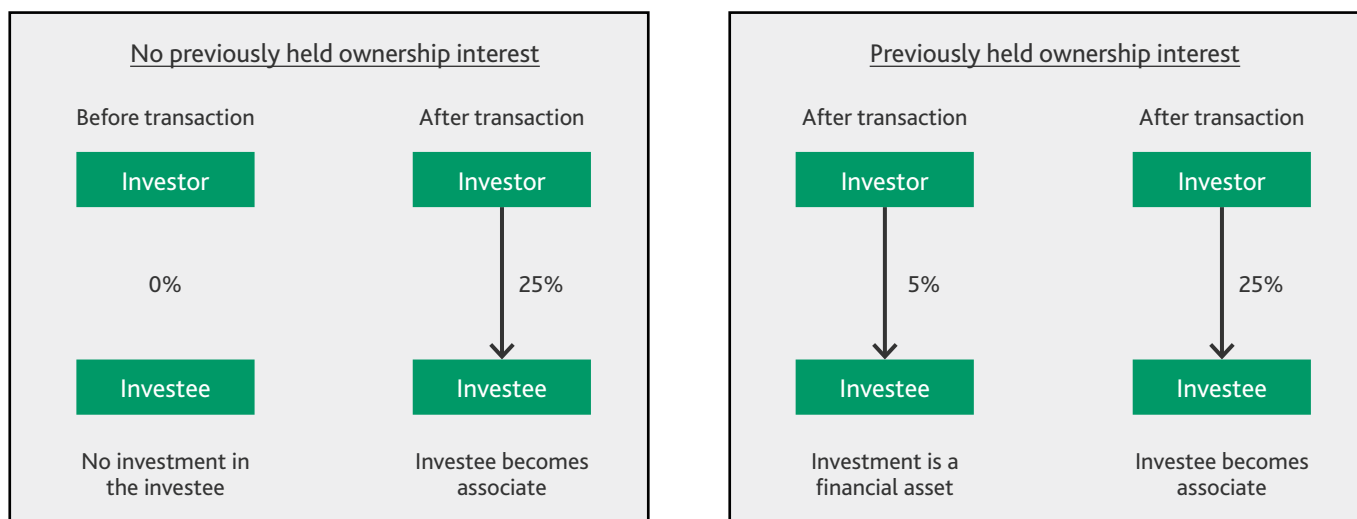 No previously held ownership interest
Before transaction
After transaction
Investor
Investor
0%
25%
Investee
Investee
No investment in
the investee
Investee becomes
associate
Previously held ownership interest
After transaction
After transaction
Investor
Investor
5%
25%
Investee
Investee
Investment is a
financial asset
Investee becomes
associate